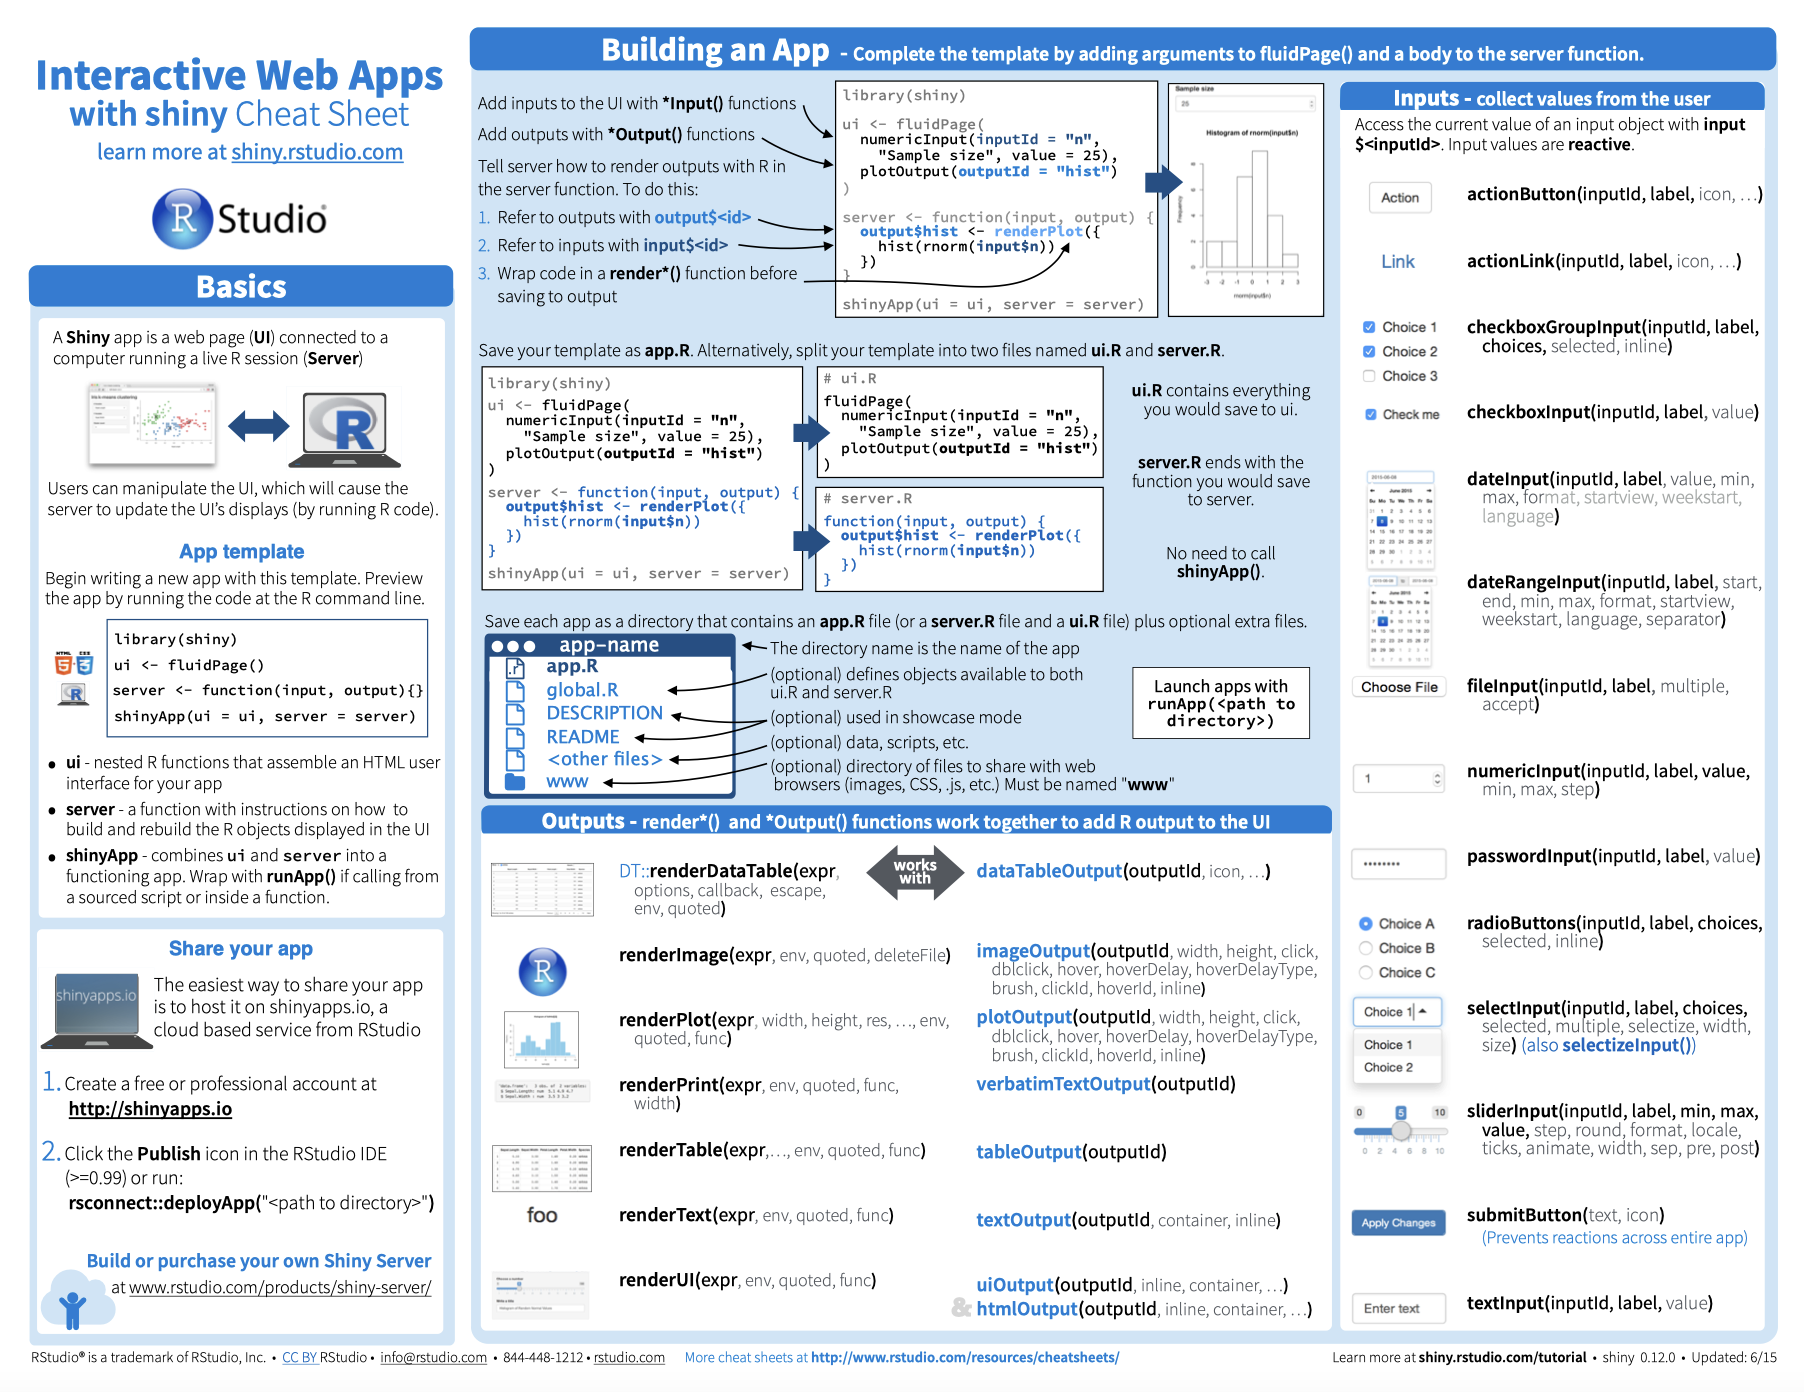 Interactive Web Apps
with shiny Cheat Sheet
learn more at shiny.rstudio.com
R Studio®
Basics
A Shiny app is a web page (UI) connected to a
computer running a live R session (Server)
Users can manipulate the UI, which will cause the
server to update the UI's displays (by running R code).
App template
Begin writing a new app with this template. Preview
the app by running the code at the R command line.
HTML CSS
library(shiny)
ui <- fluidPage()
server <- function(input, output){}
shinyApp(ui = ui, server = server)
• ui - nested R functions that assemble an HTML user
interface for your app
• server - a function with instructions on how to
build and rebuild the R objects displayed in the UI
• shinyApp - combines ui and server into a
functioning app. Wrap with runApp() if calling from
a sourced script or inside a function.
Share your app
shinyapps.io
The easiest way to share your app
is to host it on shinyapps.io, a
cloud based service from RStudio
1. Create a free or professional account at
http://shinyapps.io
2. Click the Publish icon in the RStudio IDE
(>=0.99) or run:
rsconnect::deployApp("<path to directory>")
Build or purchase your own Shiny Server
at www.rstudio.com/products/shiny-server/
Building an App - Complete the template by adding arguments to fluidPage() and a body to the server function.
Add inputs to the UI with *Input() functions
Add outputs with *Output() functions
Tell server how to render outputs with R in
the server function. To do this:
1. Refer to outputs with output$<id>
2. Refer to inputs with input$<id>
3. Wrap code in a render*() function before
saving to output
library(shiny)
ui <- fluidPage(
numericInput(inputId = "n",
"Sample size", value = 25),
plotOutput(outputId = "hist")
)
server <- function(input, output) {
output$hist <- renderPlot({
hist(rnorm(input$n))
})
}
shinyApp(ui = ui, server = server)
Sample size
25
Histogram of rnorm(input$n)
Frequency
-3 -2 -1 0 1 2 3
rnorm(input$n)
Save your template as app.R. Alternatively, split your template into two files named ui.R and server.R.
library(shiny)
ui <- fluidPage(
numericInput(inputId = "n",
"Sample size", value = 25),
plotOutput(outputId = "hist")
)
server <- function(input, output) {
output$hist <- renderPlot({
hist(rnorm(input$n))
})
}
shinyApp(ui = ui, server = server)
# ui.R
fluidPage(
numericInput(inputId = "n",
"Sample size", value = 25),
plotOutput(outputId = "hist")
)
# server.R
function(input, output) {
output$hist <- renderPlot({
hist(rnorm(input$n))
})
}
ui.R contains everything
you would save to ui.
server.R ends with the
function you would save
to server.
No need to call
shinyApp().
Save each app as a directory that contains an app.R file (or a server.R file and a ui.R file) plus optional extra files.
app-name
.r app.R
global.R
DESCRIPTION
README
<other files>
www
The directory name is the name of the app
(optional) defines objects available to both
ui.R and server.R
(optional) used in showcase mode
(optional) data, scripts, etc.
(optional) directory of files to share with web
browsers (images, CSS, .js, etc.) Must be named "www"
Launch apps with
runApp(<path to
directory>)
Outputs - render*() and *Output() functions work together to add R output to the UI
DT::renderDataTable(expr,
options, callback, escape,
env, quoted)
works
with
dataTableOutput(outputId, icon, …)
renderImage(expr, env, quoted, deleteFile)
imageOutput(outputId, width, height, click,
dblclick, hover, hoverDelay, hoverDelayType,
brush, clickId, hoverId, inline)
renderPlot(expr, width, height, res, …, env,
quoted, func)
plotOutput(outputId, width, height, click,
dblclick, hover, hoverDelay, hoverDelayType,
brush, clickId, hoverId, inline)
renderPrint(expr, env, quoted, func,
width)
verbatimTextOutput(outputId)
renderTable(expr,…, env, quoted, func)
tableOutput(outputId)
foo
renderText(expr, env, quoted, func)
textOutput(outputId, container, inline)
renderUI(expr, env, quoted, func)
uiOutput(outputId, inline, container, …)
& htmlOutput(outputId, inline, container, …)
Inputs - collect values from the user
Access the current value of an input object with input
$<inputId>. Input values are reactive.
Action
actionButton(inputId, label, icon, …)
Link
actionLink(inputId, label, icon, …)
Choice 1
Choice 2
Choice 3
checkboxGroupInput(inputId, label,
choices, selected, inline)
Check me
checkboxInput(inputId, label, value)
June 2015
dateInput(inputId, label, value, min,
max, format, startview, weekstart,
language)
June 2015
dateRangeInput(inputId, label, start,
end, min, max, format, startview,
weekstart, language, separator)
Choose File
fileInput(inputId, label, multiple,
accept)
1
numericInput(inputId, label, value,
min, max, step)
passwordInput(inputId, label, value)
Choice A
Choice B
Choice C
radioButtons(inputId, label, choices,
selected, inline)
Choice 1
Choice 1
Choice 2
selectInput(inputId, label, choices,
selected, multiple, selectize, width,
size) (also selectizeInput())
0 5 10
0 2 4 6 8 10
sliderInput(inputId, label, min, max,
value, step, round, format, locale,
ticks, animate, width, sep, pre, post)
Apply Changes
submitButton(text, icon)
(Prevents reactions across entire app)
Enter text
textInput(inputId, label, value)
RStudio® is a trademark of RStudio, Inc. • CC BY RStudio • info@rstudio.com • 844-448-1212 • rstudio.com
More cheat sheets at http://www.rstudio.com/resources/cheatsheets/
Learn more at shiny.rstudio.com/tutorial • shiny 0.12.0 • Updated: 6/15